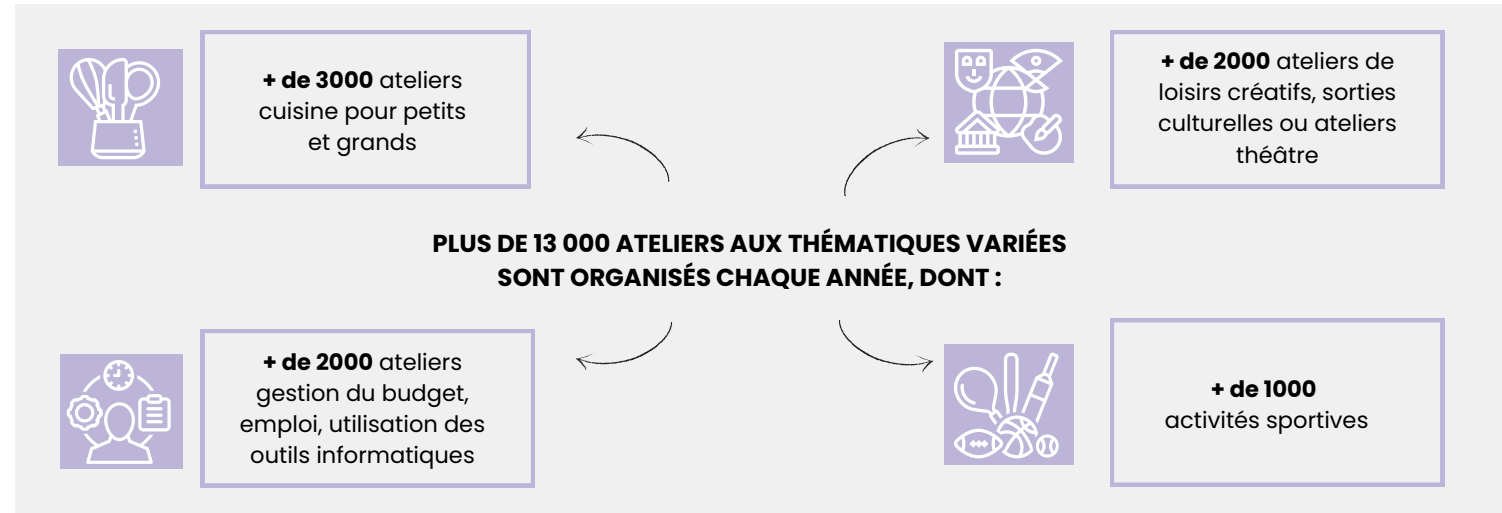 + de 3000 ateliers
cuisine pour petits
et grands
+ de 2000 ateliers de
loisirs créatifs, sorties
culturelles ou ateliers
théâtre
PLUS DE 13 000 ATELIERS AUX THÉMATIQUES VARIÉES
SONT ORGANISÉS CHAQUE ANNÉE, DONT :
+ de 2000 ateliers
gestion du budget,
emploi, utilisation des
outils informatiques
+ de 1000
activités sportives